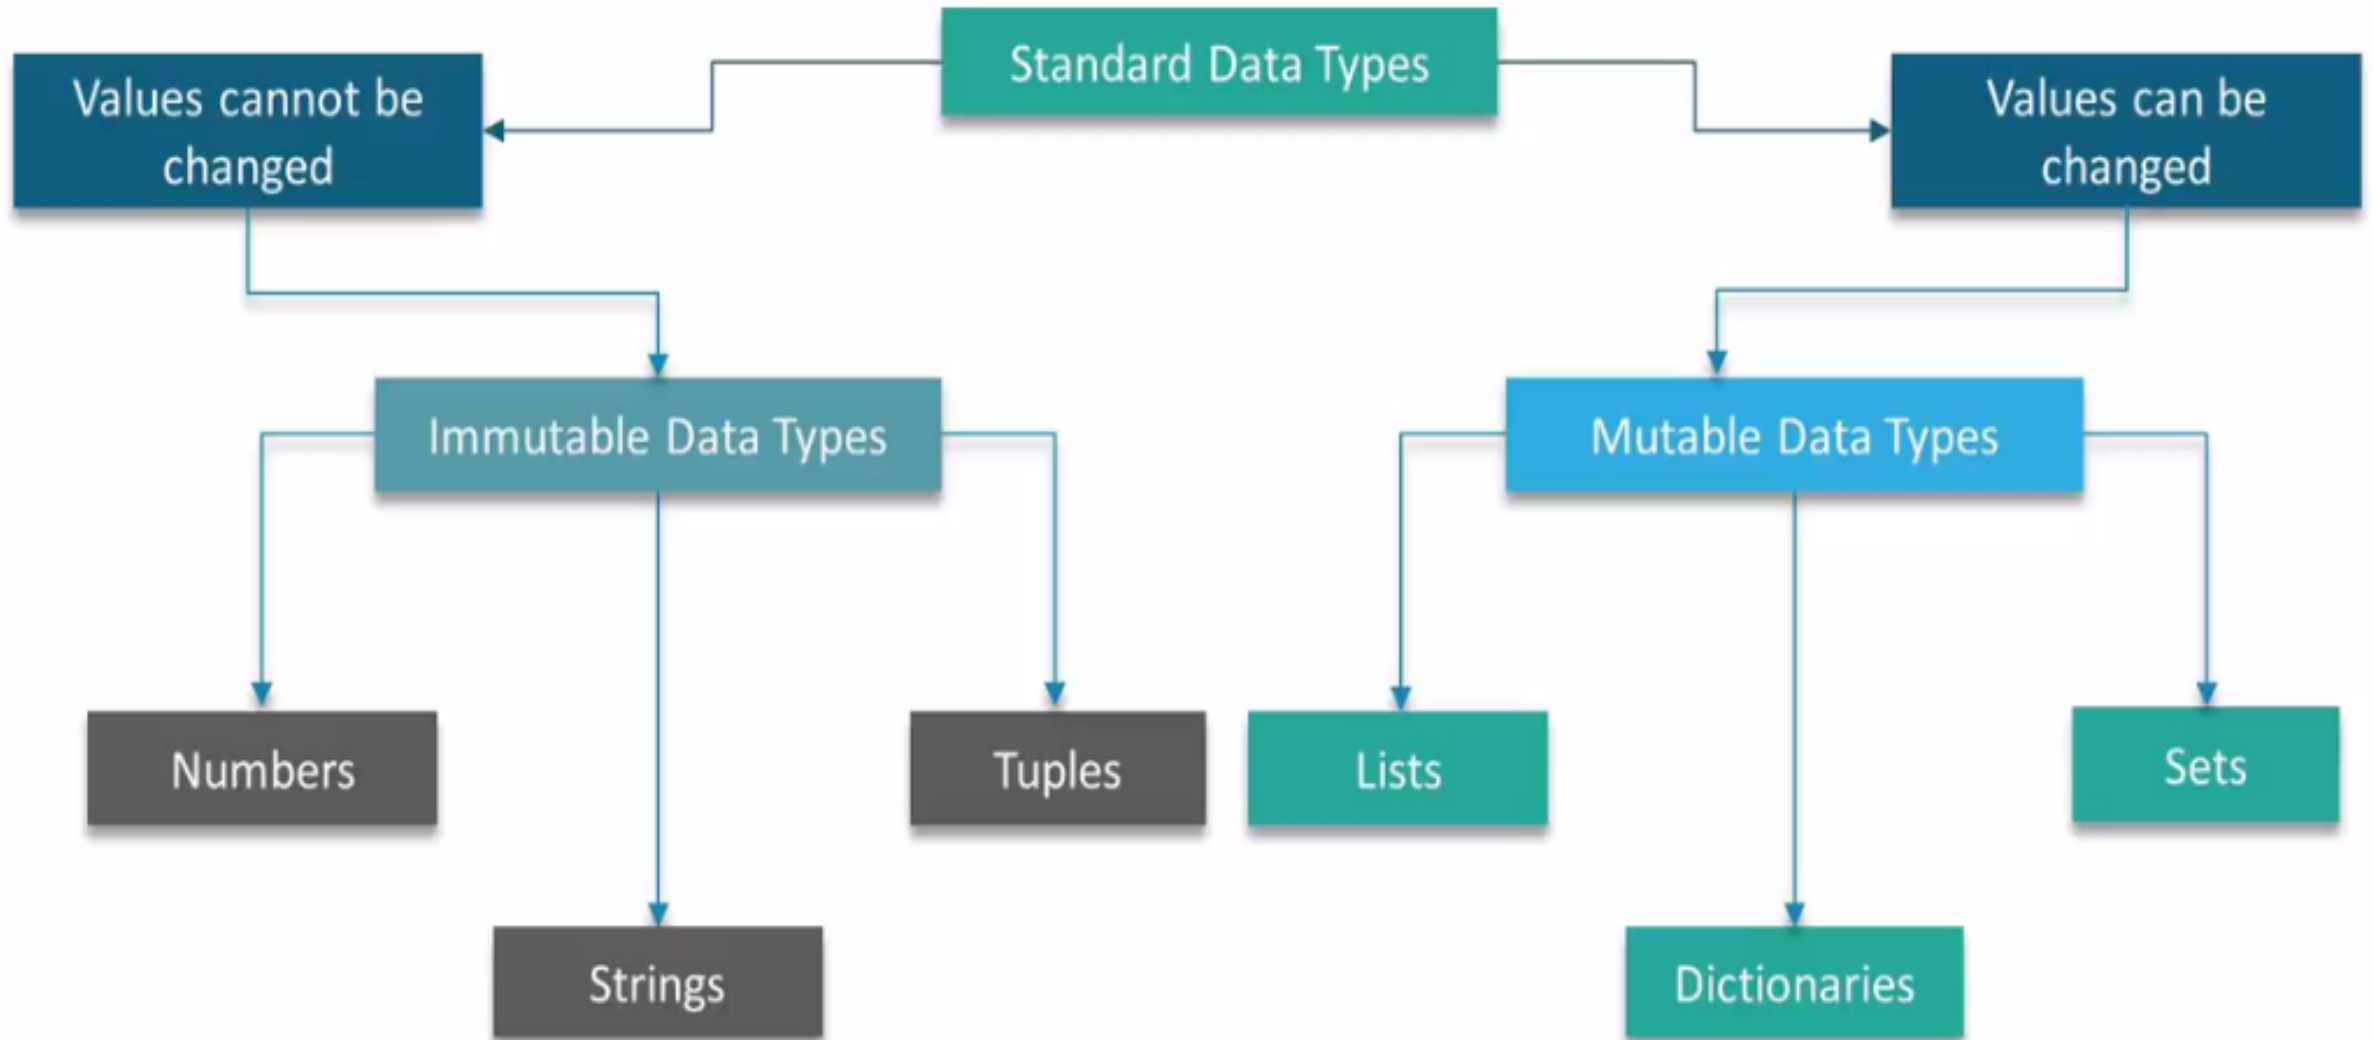 Standard Data Types
Values cannot be
changed
Values can be
changed
Immutable Data Types
Mutable Data Types
Numbers
Tuples
Lists
Sets
Strings
Dictionaries